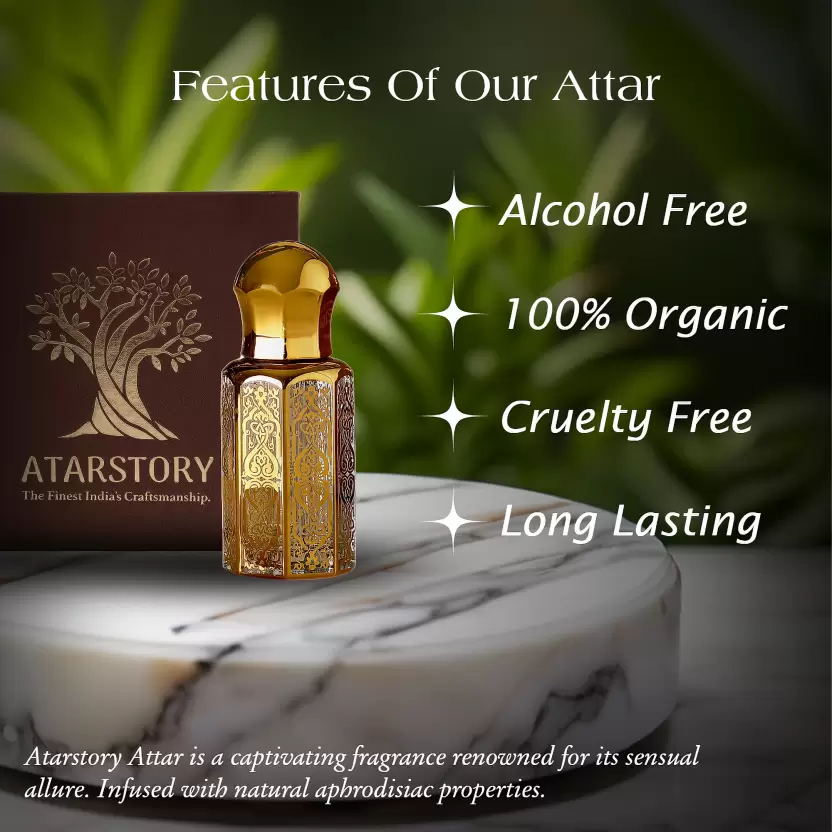 Features Of Our Attar
Alcohol Free
100% Organic
Cruelty Free
Long Lasting
ATARSTORY
The Finest India's Craftsmanship.
Atarstory Attar is a captivating fragrance renowned for its sensual
allure. Infused with natural aphrodisiac properties.